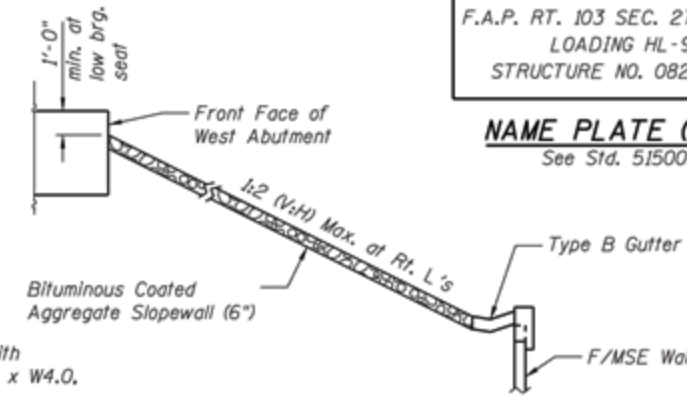 1'-0"
min. at
low brg.
seat
Front Face of
West Abutment
F.A.P. RT. 103 SEC.
LOADING HL-
STRUCTURE NO. 082
NAME PLATE
See Std. 51500
1:2 (V:H) Max. at Rt. L's
Type B Gutter
Bituminous Coated
Aggregate Slopewall (6")
F/MSE
x W4.0.